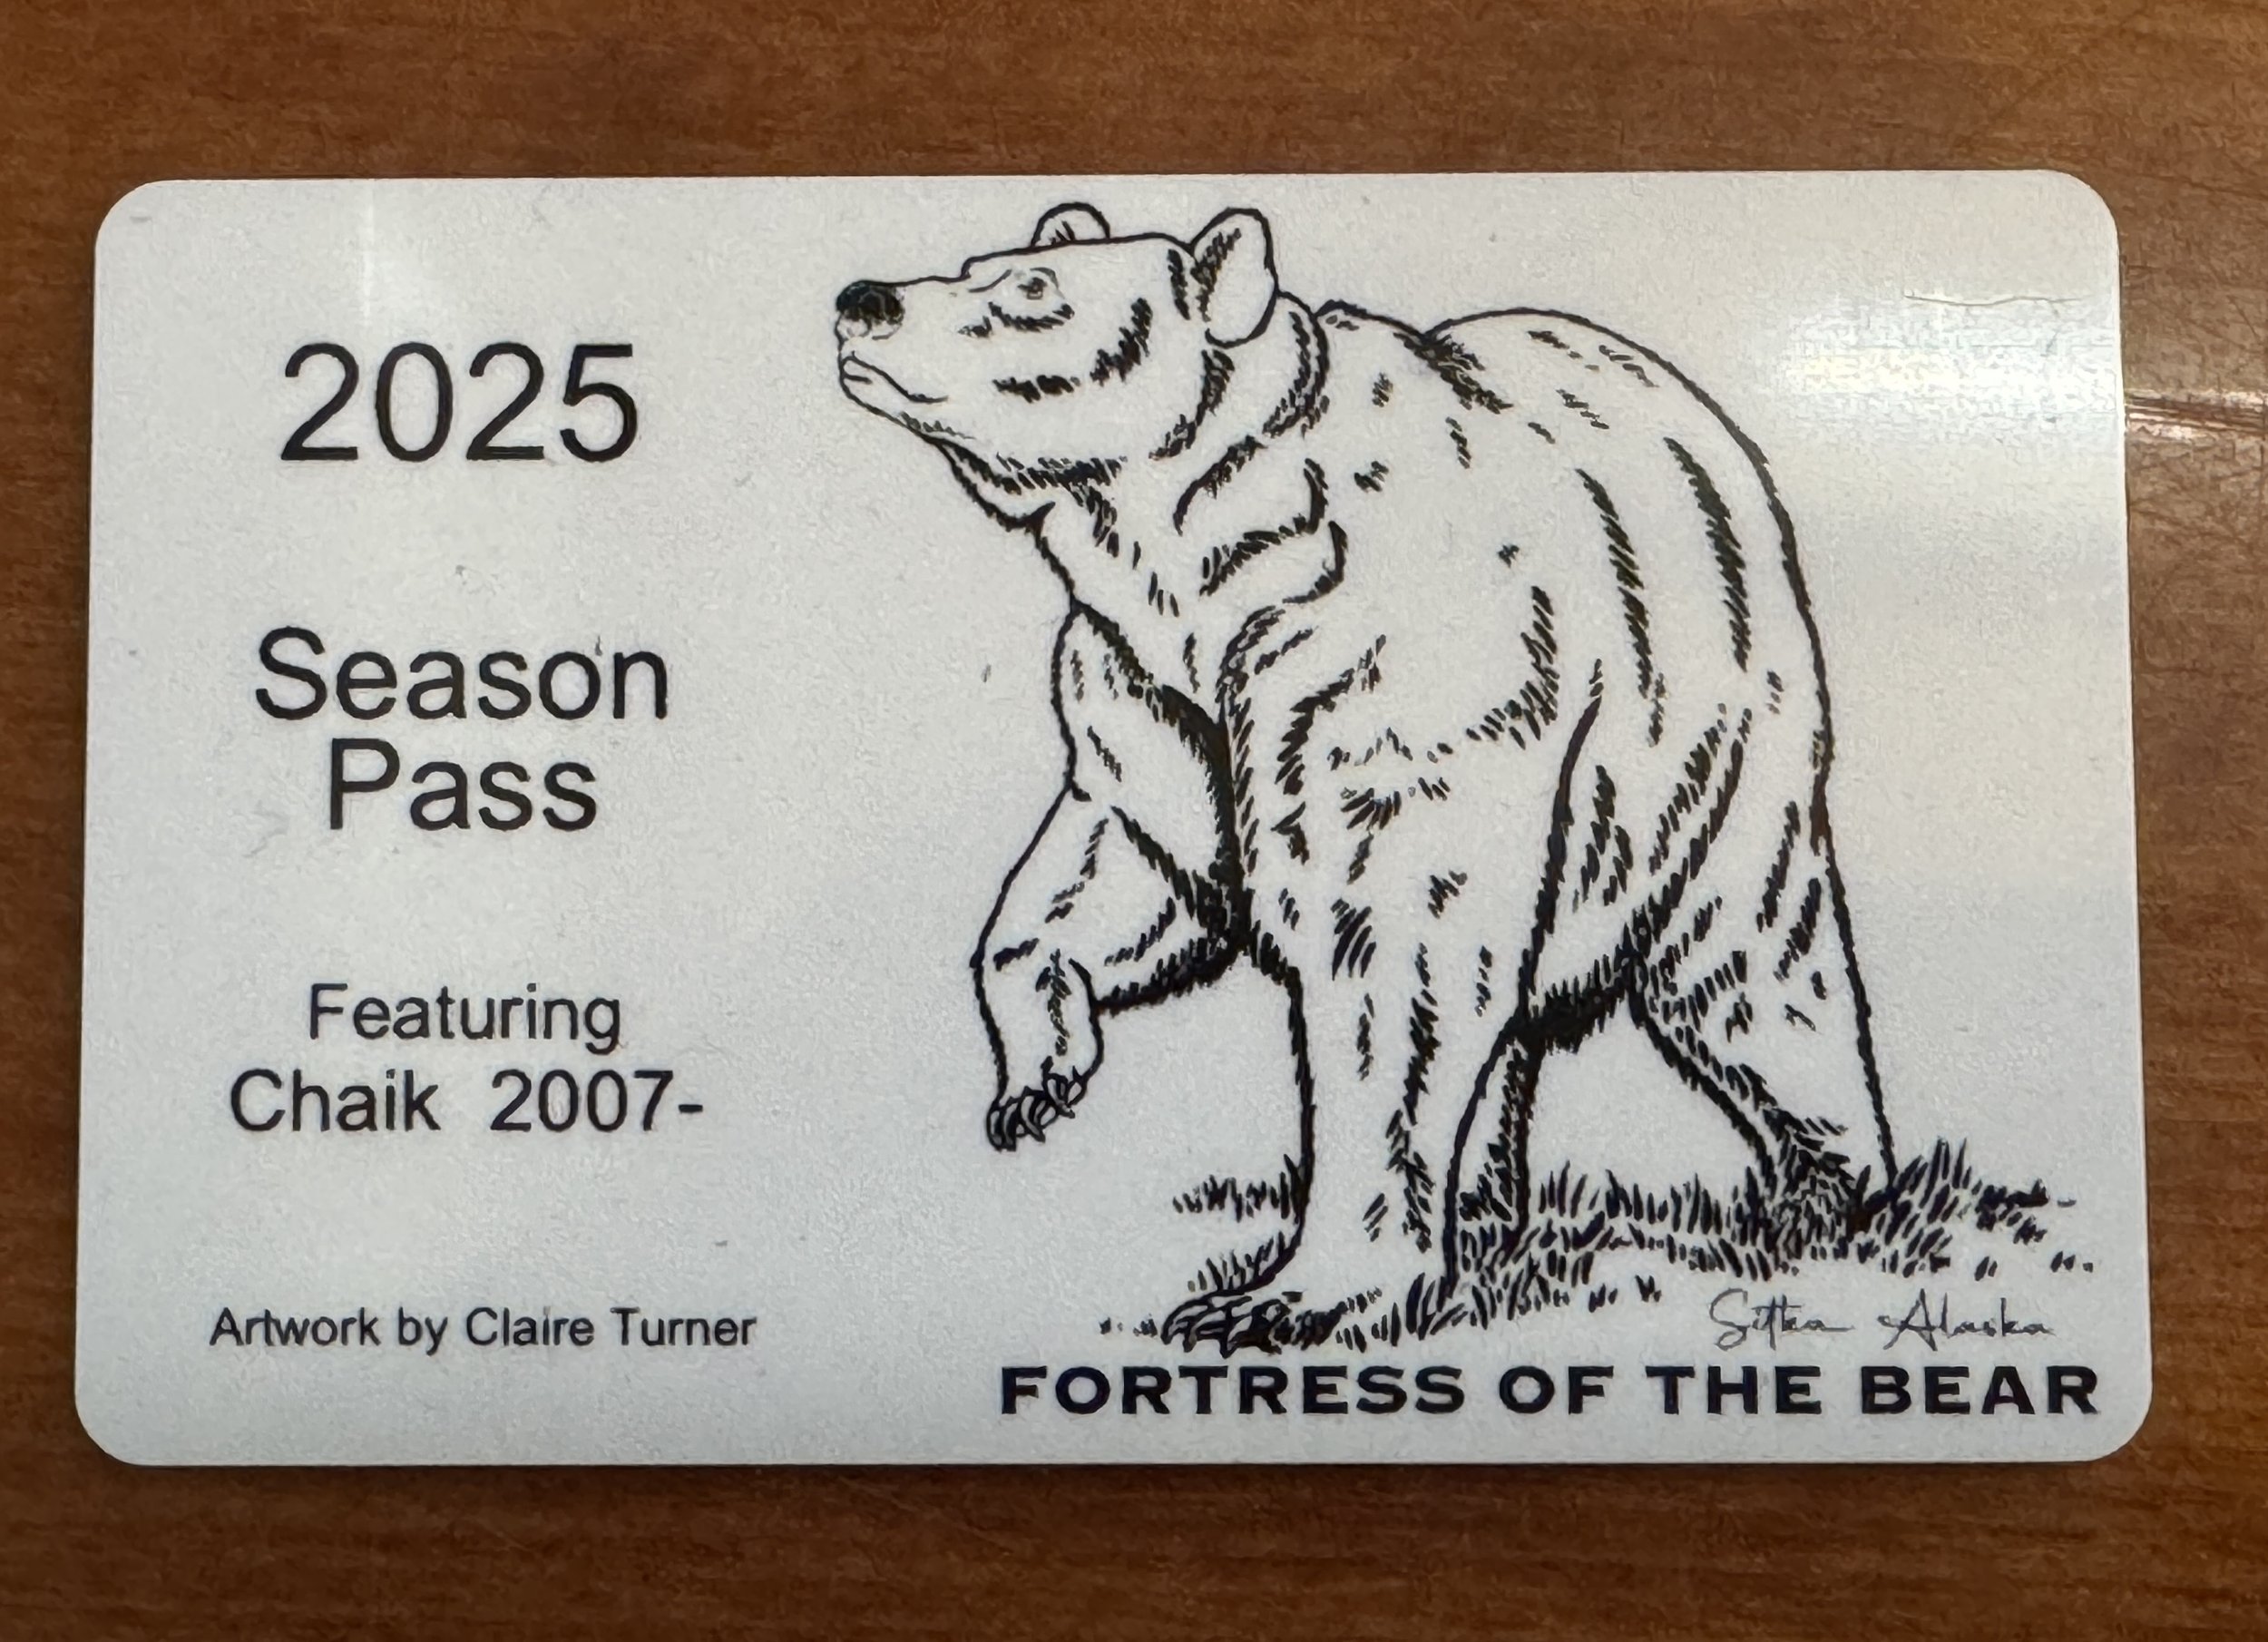 2025
Season
Pass
Featuring
Chaik 2007-
Artwork by Claire Turner
Sitka Alaska
FORTRESS OF THE BEAR